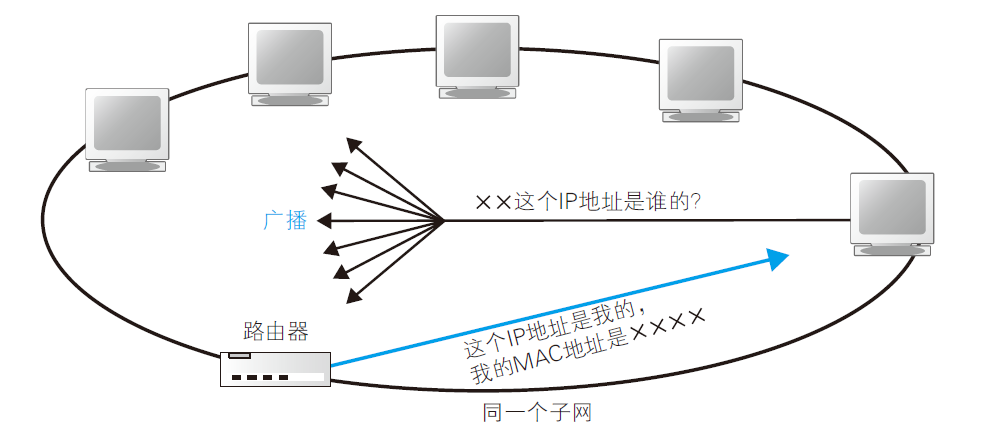 ××这个IP地址是谁的?
广播
路由器
这个IP地址是我的，
我的MAC地址是××××
同一个子网